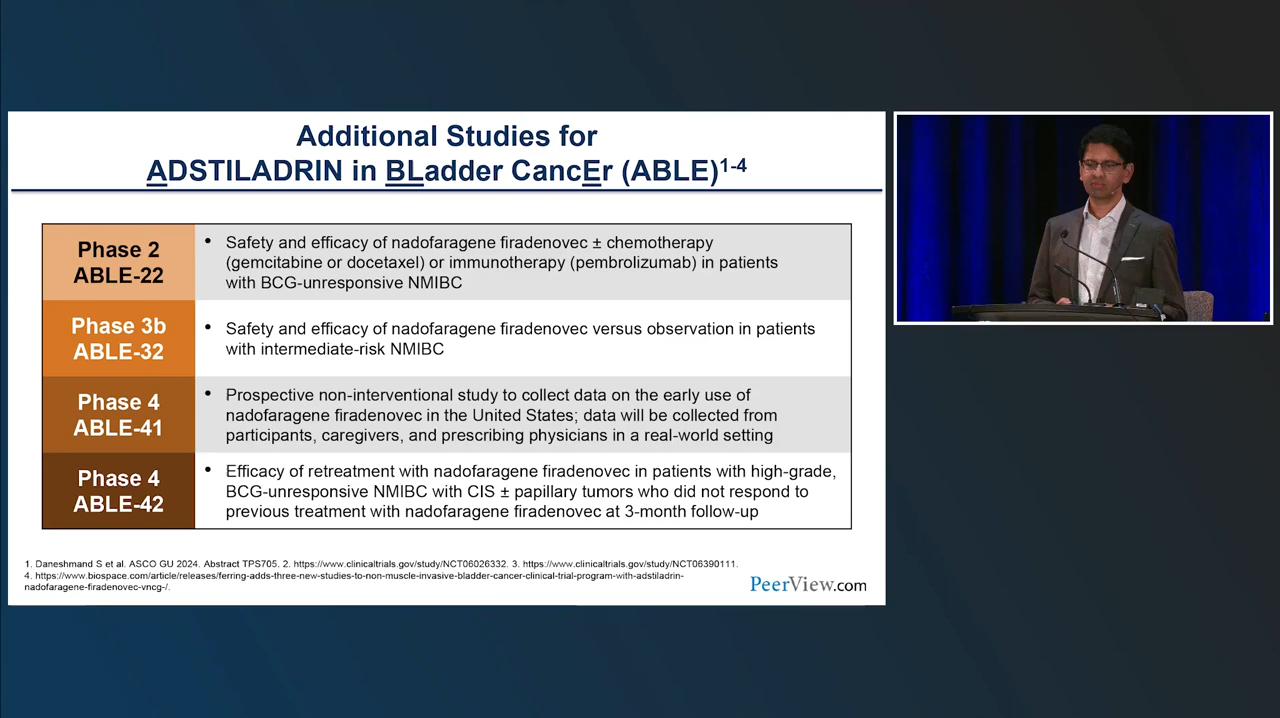 Additional Studies for
ADSTILADRIN in BLadder CancEr (ABLE)1-4
Phase 2
ABLE-22
• Safety and efficacy of nadofaragene firadenovec ± chemotherapy
(gemcitabine or docetaxel) or immunotherapy (pembrolizumab) in patients
with BCG-unresponsive NMIBC
Phase 3b
ABLE-32
• Safety and efficacy of nadofaragene firadenovec versus observation in patients
with intermediate-risk NMIBC
Phase 4
ABLE-41
• Prospective non-interventional study to collect data on the early use of
nadofaragene firadenovec in the United States; data will be collected from
participants, caregivers, and prescribing physicians in a real-world setting
Phase 4
ABLE-42
• Efficacy of retreatment with nadofaragene firadenovec in patients with high-grade,
BCG-unresponsive NMIBC with CIS ± papillary tumors who did not respond to
previous treatment with nadofaragene firadenovec at 3-month follow-up
1. Daneshmand S et al. ASCO GU 2024. Abstract TPS705. 2. https://www.clinicaltrials.gov/study/NCT06026332. 3. https://www.clinicaltrials.gov/study/NCT06390111.
4. https://www.biospace.com/article/releases/ferring-adds-three-new-studies-to-non-muscle-invasive-bladder-cancer-clinical-trial-program-with-adstiladrin-
nadofaragene-firadenovec-vncg-/.
PeerView.com